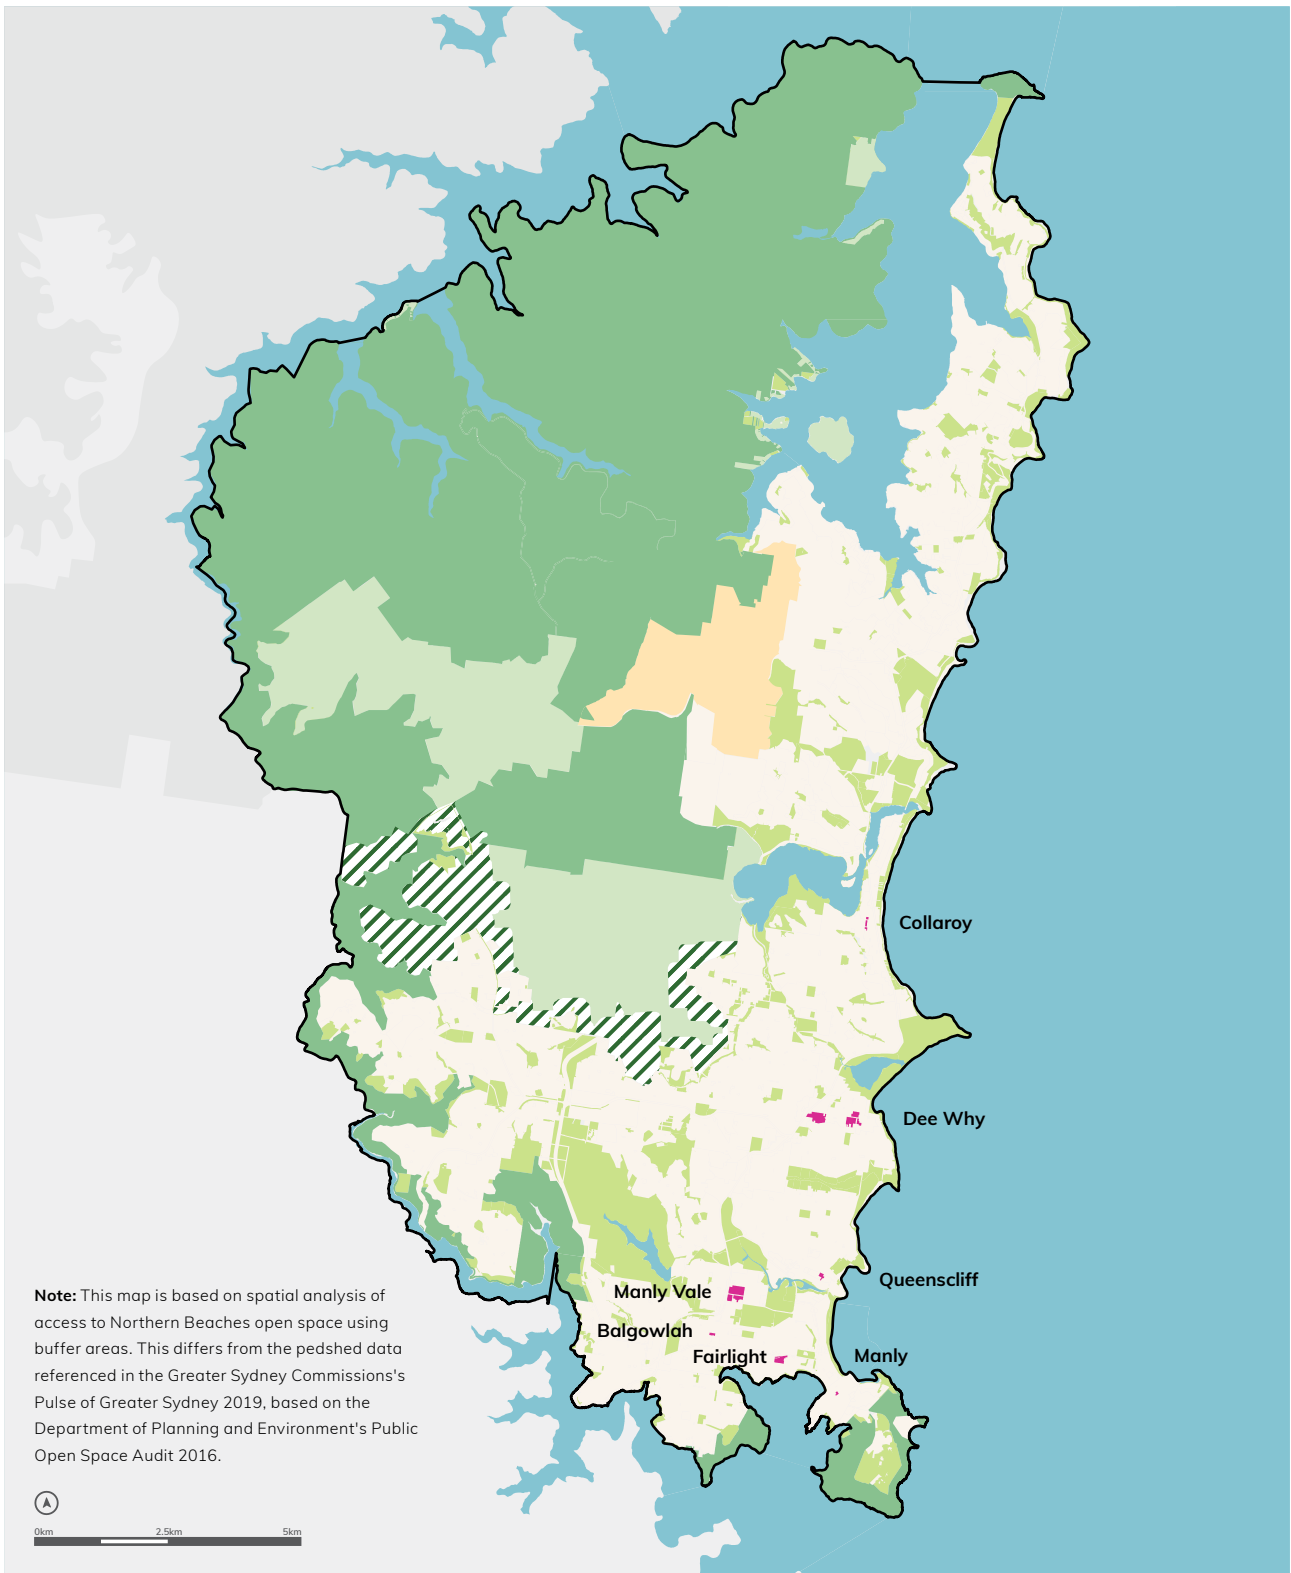 Collaroy
Dee Why
Queenscliff
Manly Vale
Balgowlah
Fairlight
Manly
Note: This map is based on spatial analysis of
access to Northern Beaches open space using
buffer areas. This differs from the pedshed data
referenced in the Greater Sydney Commissions's
Pulse of Greater Sydney 2019, based on the
Department of Planning and Environment's Public
Open Space Audit 2016.
0km 2.5km 5km